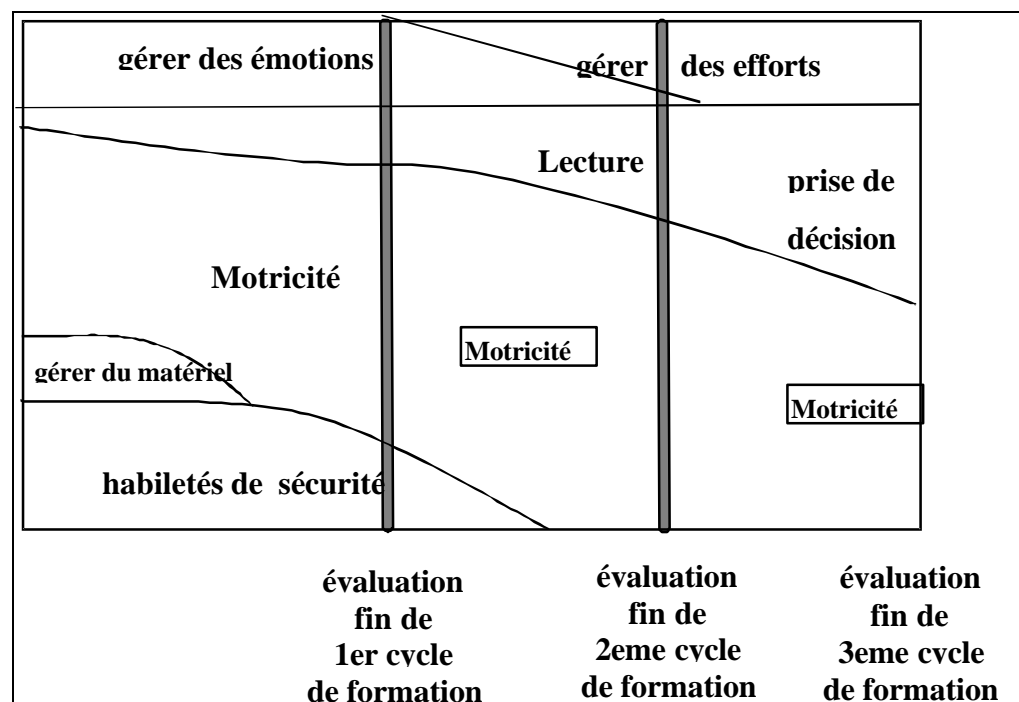 gérer des émotions
gérer des efforts
Lecture
prise de
décision
Motricité
Motricité
gérer du matériel
Motricité
habiletés de sécurité
évaluation
fin de
1er cycle
de formation
évaluation
fin de
2eme cycle
de formation
évaluation
fin de
3eme cycle
de formation